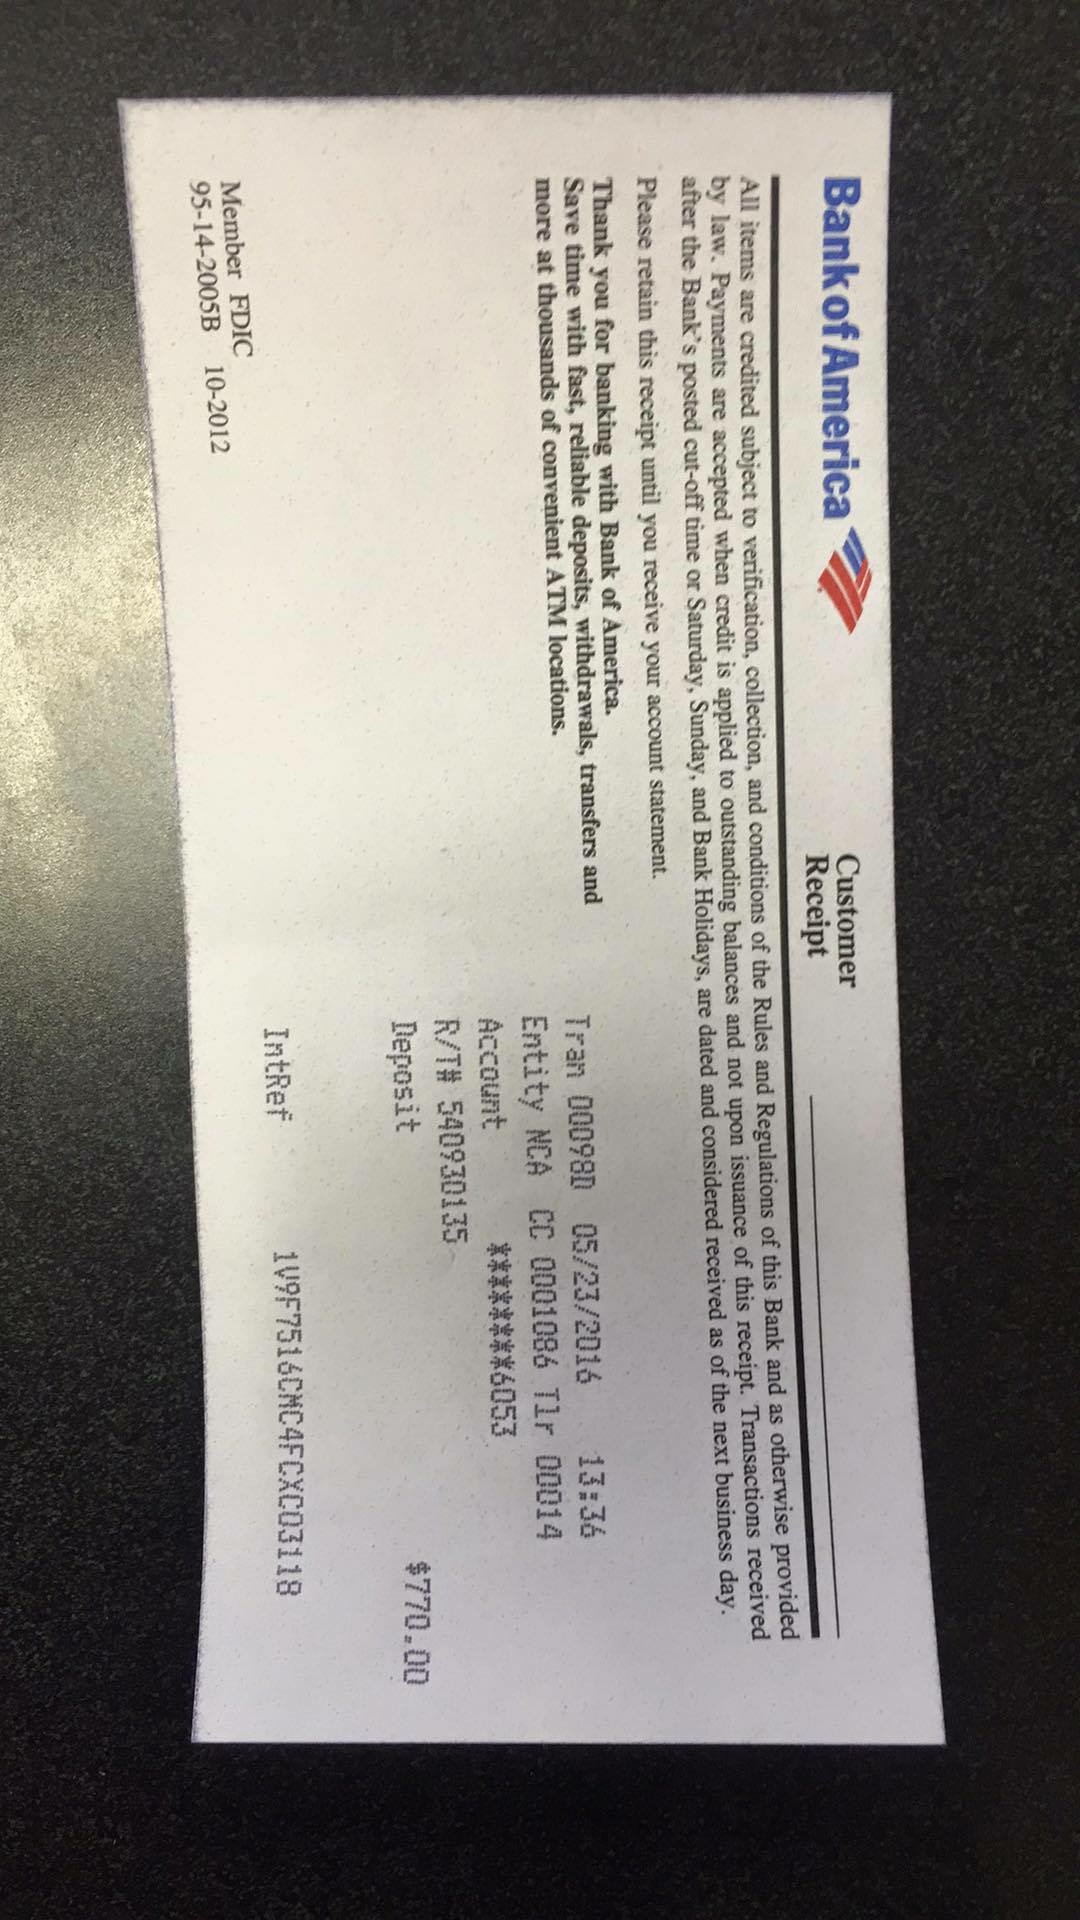 Bank of America
Customer
Receipt
All items are credited subject to verification, collection, and conditions of the Rules and Regulations of this Bank and as otherwise provided
by law. Payments are accepted when credit is applied to outstanding balances and not upon issuance of this receipt. Transactions received
after the Bank's posted cut-off time or Saturday, Sunday, and Bank Holidays, are dated and considered received as of the next business day.
Please retain this receipt until you receive your account statement.
Thank you for banking with Bank of America.
Save time with fast, reliable deposits, withdrawals, transfers and
more at thousands of convenient ATM locations.
Tran 00098D 05/23/2016 13:36
Entity NCA CC 0001086 Tlr 00014
Account *******6053
R/T# 540930135
Deposit $770.00
IntRef 1V9F7516CMC4FCXC03118
Member FDIC
95-14-2005B 10-2012